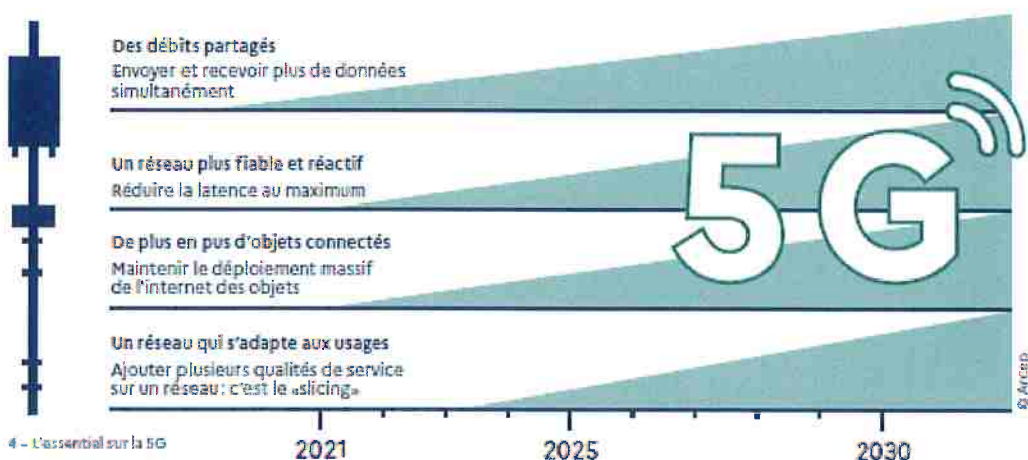 Des débits partagés
Envoyer et recevoir plus de données
simultanément
Un réseau plus fiable et réactif
Réduire la latence au maximum
De plus en pus d'objets connectés
Maintenir le déploiement massif
de l'internet des objets
Un réseau qui s'adapte aux usages
Ajouter plusieurs qualités de service
sur un réseau : c'est le «slicing»
5G
© Arcep
4 – L'essentiel sur la 5G
2021
2025
2030